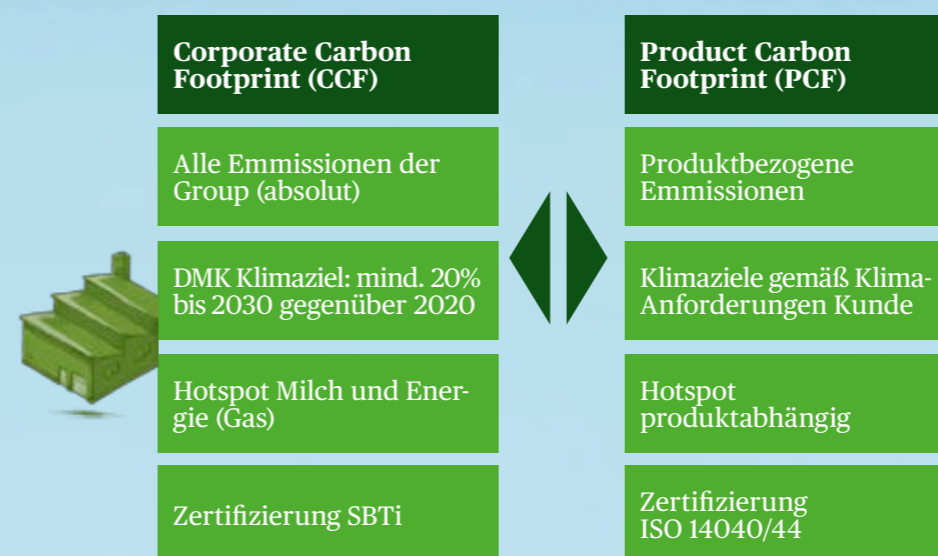 Corporate Carbon
Footprint (CCF)
Alle Emmissionen der
Group (absolut)
DMK Klimaziel: mind. 20%
bis 2030 gegenüber 2020
Hotspot Milch und Ener-
gie (Gas)
Zertifizierung SBTi
Product Carbon
Footprint (PCF)
Produktbezogene
Emmissionen
Klimaziele gemäß Klima-
Anforderungen Kunde
Hotspot
produktabhängig
Zertifizierung
ISO 14040/44